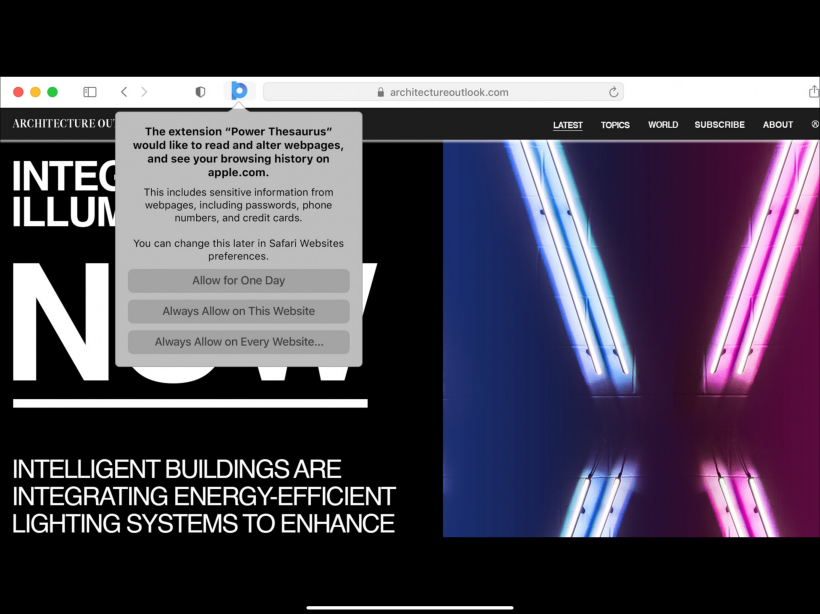 architectureoutlook.com
ARCHITECTURE OU
LATEST TOPICS WORLD SUBSCRIBE ABOUT
The extension “Power Thesaurus”
would like to read and alter webpages,
and see your browsing history on
apple.com.
This includes sensitive information from
webpages, including passwords, phone
numbers, and credit cards.
You can change this later in Safari Websites
preferences.
Allow for One Day
Always Allow on This Website
Always Allow on Every Website...
INTEG
ILLUM
NOW
INTELLIGENT BUILDINGS ARE
INTEGRATING ENERGY-EFFICIENT
LIGHTING SYSTEMS TO ENHANCE